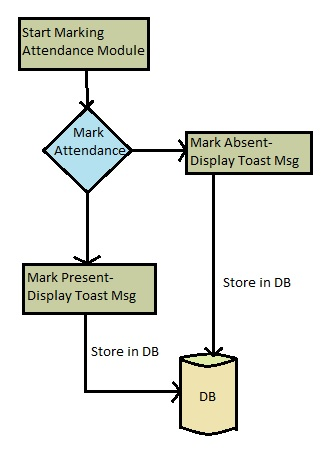 Start Marking
Attendance Module
Mark
Attendance
Mark Absent-
Display Toast Msg
Mark Present-
Display Toast Msg
Store in DB
Store in DB
DB